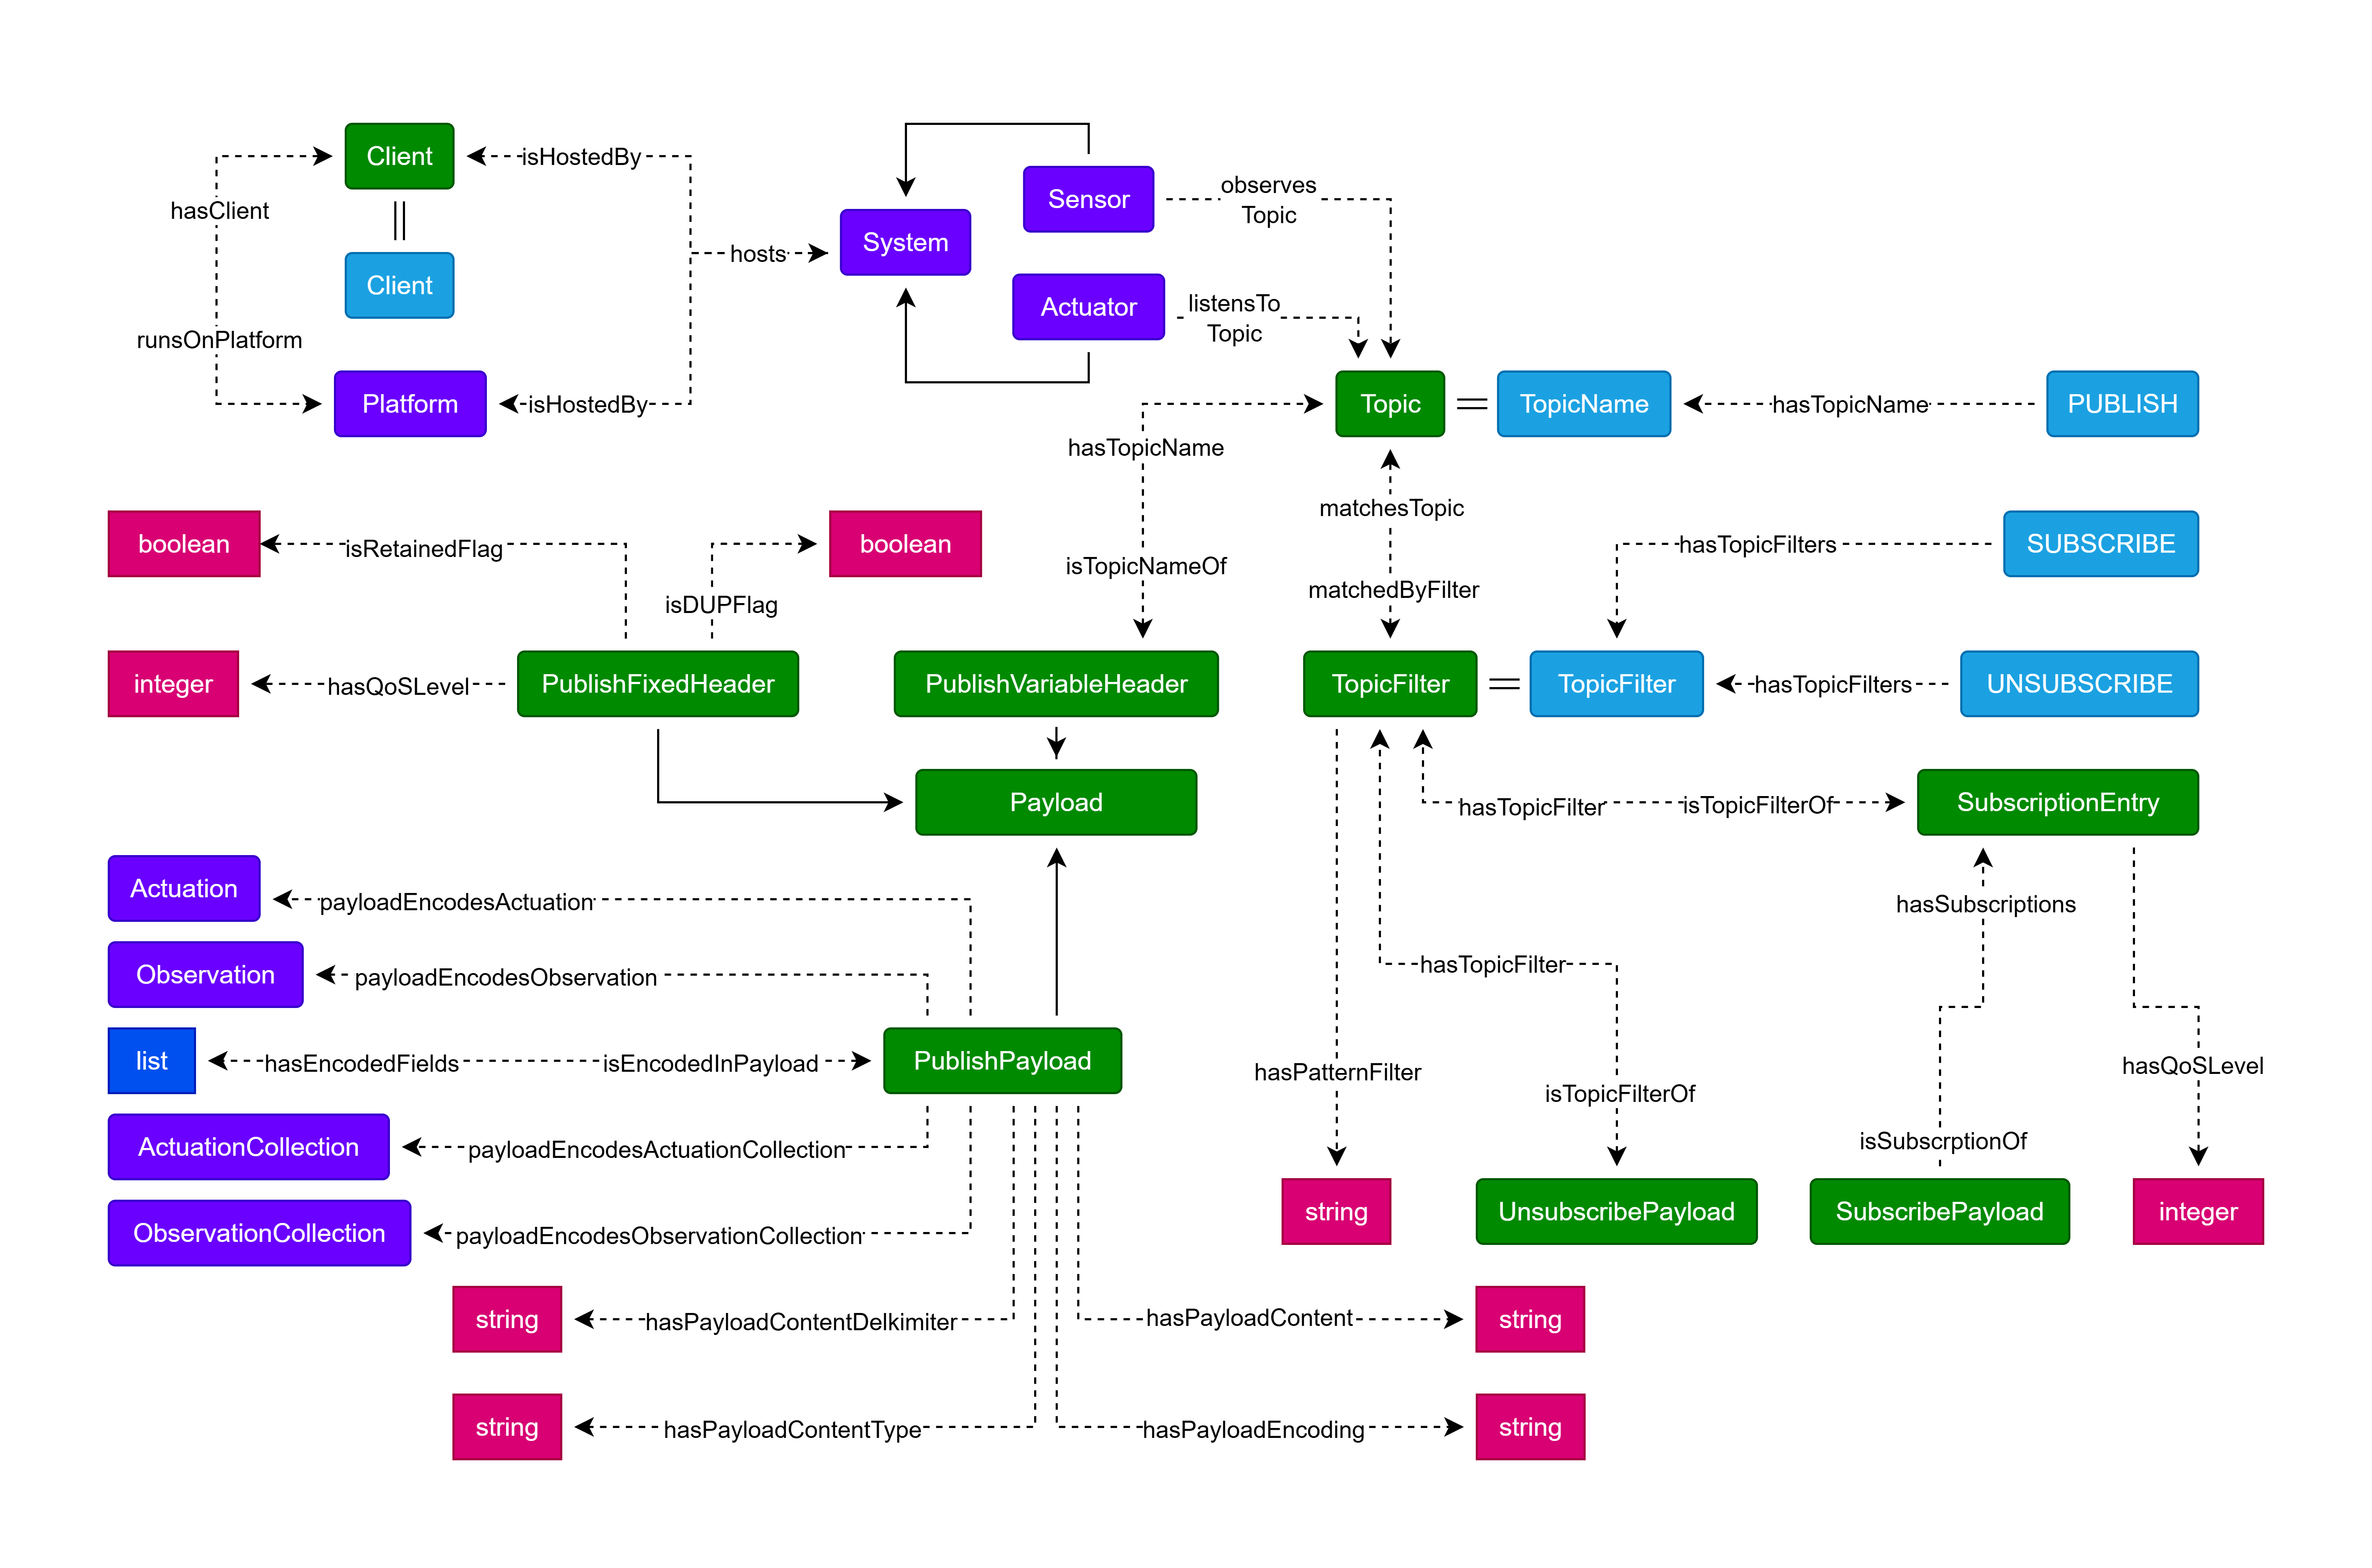 Client
isHostedBy
hasClient
Client
runsOnPlatform
Platform
isHostedBy
hosts
System
Sensor
observes
Topic
Actuator
listensTo
Topic
Topic
TopicName
hasTopicName
PUBLISH
hasTopicName
matchesTopic
boolean
isRetainedFlag
boolean
isDUPFlag
isTopicNameOf
matchedByFilter
hasTopicFilters
SUBSCRIBE
integer
hasQoSLevel
PublishFixedHeader
PublishVariableHeader
TopicFilter
TopicFilter
hasTopicFilters
UNSUBSCRIBE
Payload
hasTopicFilter
isTopicFilterOf
SubscriptionEntry
Actuation
payloadEncodesActuation
hasSubscriptions
Observation
payloadEncodesObservation
hasTopicFilter
list
hasEncodedFields
isEncodedInPayload
PublishPayload
hasPatternFilter
isTopicFilterOf
hasQoSLevel
ActuationCollection
payloadEncodesActuationCollection
isSubscrptionOf
ObservationCollection
payloadEncodesObservationCollection
string
UnsubscribePayload
SubscribePayload
integer
string
hasPayloadContentDelkimiter
hasPayloadContent
string
string
hasPayloadContentType
hasPayloadEncoding
string